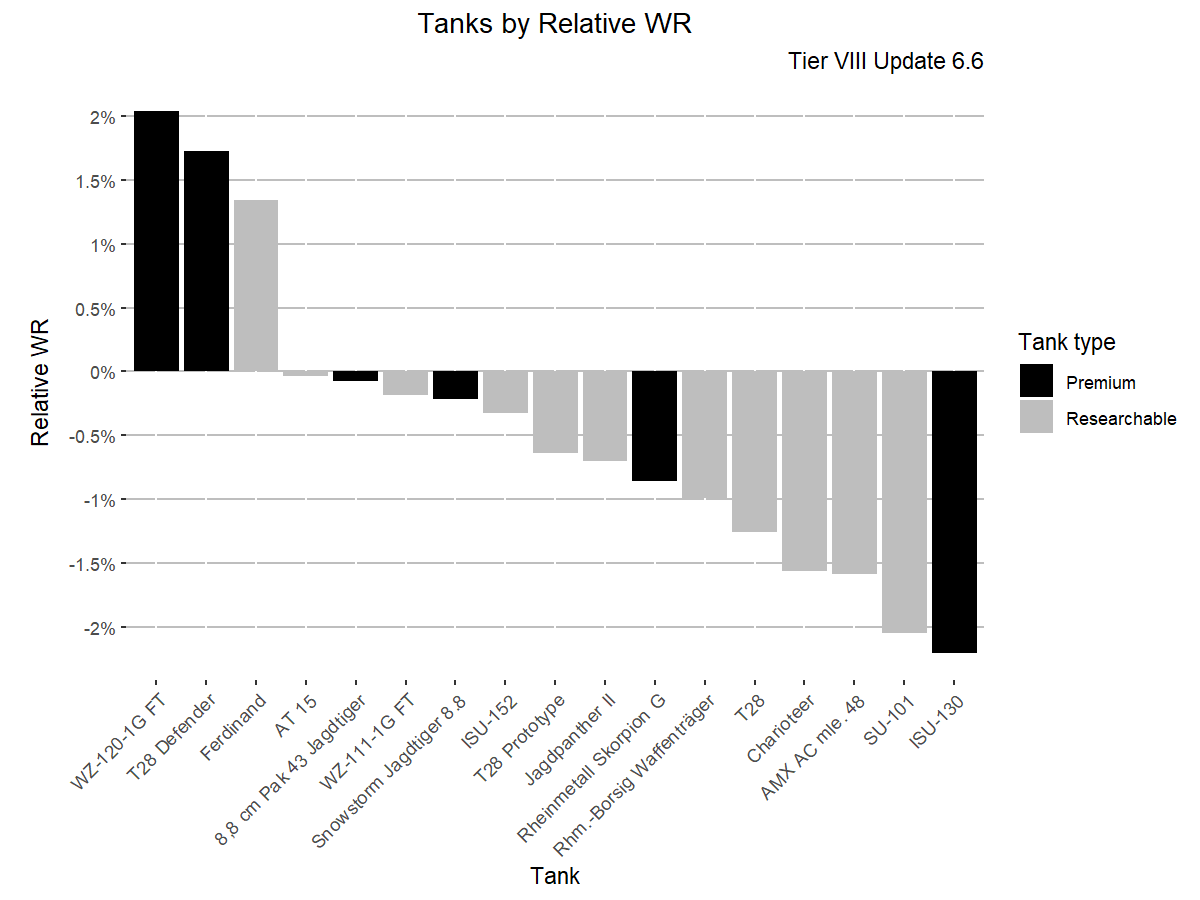 Tanks by Relative WR
Tier VIII Update 6.6
2%
1.5%
1%
0.5%
0%
-0.5%
-1%
-1.5%
-2%
Relative WR
WZ-120-1G FT
T28 Defender
Ferdinand
AT 15
8,8 cm Pak 43 Jagdtiger
WZ-111-1G FT
Snowstorm Jagdtiger 8.8
ISU-152
T28 Prototype
Jagdpanther II
Rheinmetall Skorpion G
Rhm.-Borsig Waffenträger
T28
Charioteer
AMX AC mle. 48
SU-101
ISU-130
Tank
Tank type
Premium
Researchable